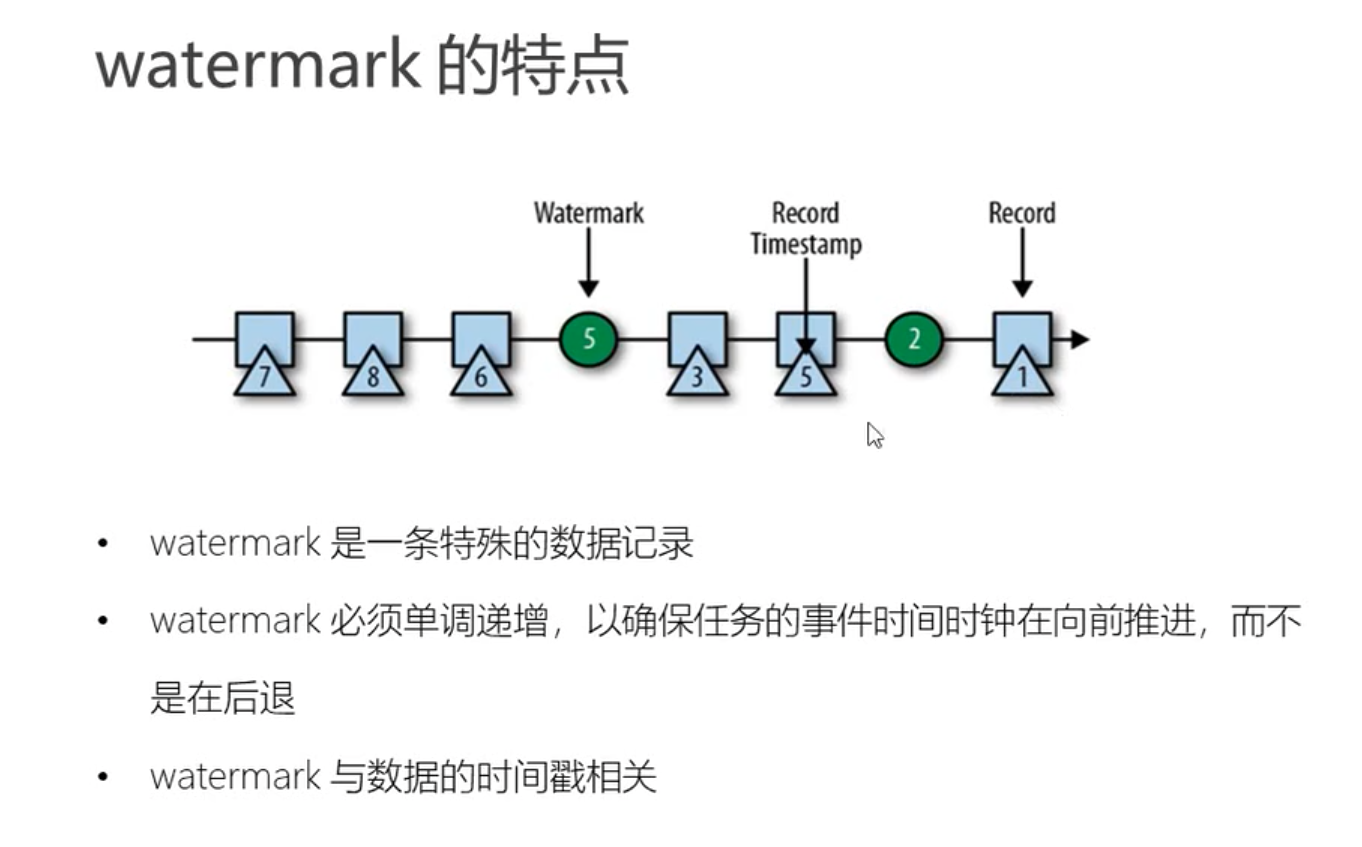 watermark 的特点
Watermark
Record
Timestamp
Record
5
2
7
8
6
3
5
1
• watermark 是一条特殊的数据记录
• watermark 必须单调递增，以确保任务的事件时间时钟在向前推进，而不
是在后退
• watermark 与数据的时间戳相关